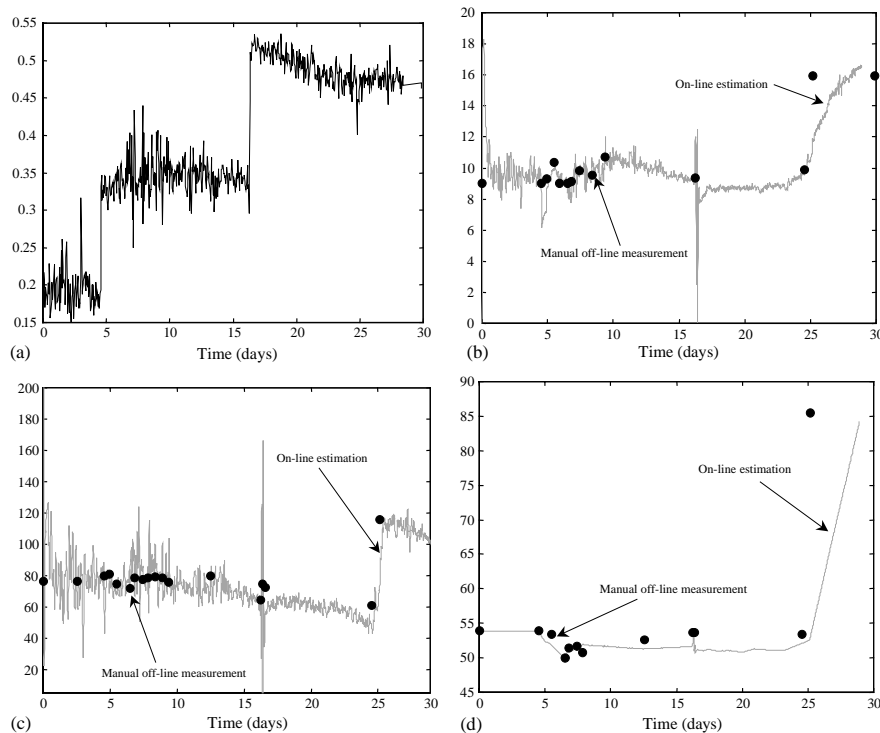 0.55
0.5
0.45
0.4
0.35
0.3
0.25
0.2
0.15
0 5 10 15 20 25 30
(a)
Time (days)
20
18
16
14
12
10
8
6
4
2
0
On-line estimation
Manual off-line measurement
0 5 10 15 20 25 30
(b)
Time (days)
200
180
160
140
120
100
80
60
40
20
5
On-line estimation
Manual off-line measurement
0 5 10 15 20 25 30
(c)
Time (days)
90
85
80
75
70
65
60
55
50
45
On-line estimation
Manual off-line measurement
0 5 10 15 20 25 30
(d)
Time (days)